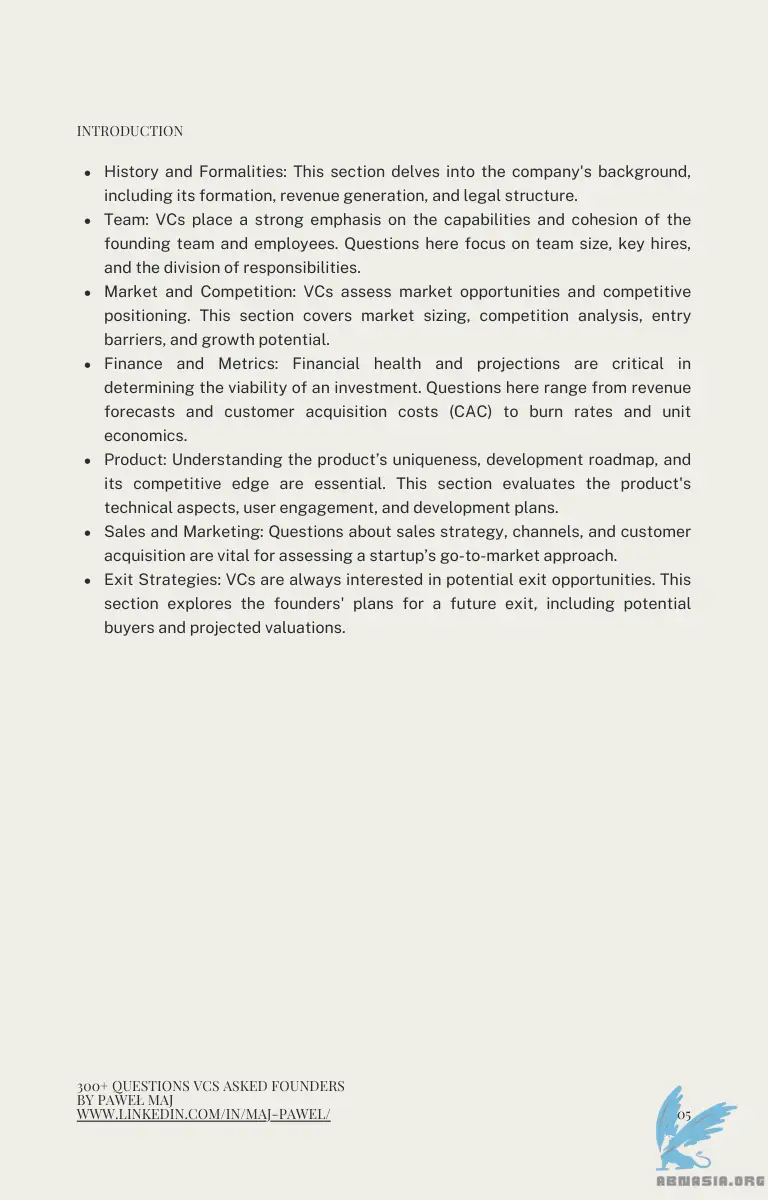 INTRODUCTION
• History and Formalities: This section delves into the company's background,
including its formation, revenue generation, and legal structure.
• Team: VCs place a strong emphasis on the capabilities and cohesion of the
founding team and employees. Questions here focus on team size, key hires,
and the division of responsibilities.
• Market and Competition: VCs assess market opportunities and competitive
positioning. This section covers market sizing, competition analysis, entry
barriers, and growth potential.
• Finance and Metrics: Financial health and projections are critical in
determining the viability of an investment. Questions here range from revenue
forecasts and customer acquisition costs (CAC) to burn rates and unit
economics.
• Product: Understanding the product’s uniqueness, development roadmap, and
its competitive edge are essential. This section evaluates the product's
technical aspects, user engagement, and development plans.
• Sales and Marketing: Questions about sales strategy, channels, and customer
acquisition are vital for assessing a startup’s go-to-market approach.
• Exit Strategies: VCs are always interested in potential exit opportunities. This
section explores the founders' plans for a future exit, including potential
buyers and projected valuations.
300+ QUESTIONS VCS ASKED FOUNDERS
BY PAWEŁ MAJ
WWW.LINKEDIN.COM/IN/MAJ-PAWEL/
05
ABNASIA.ORG